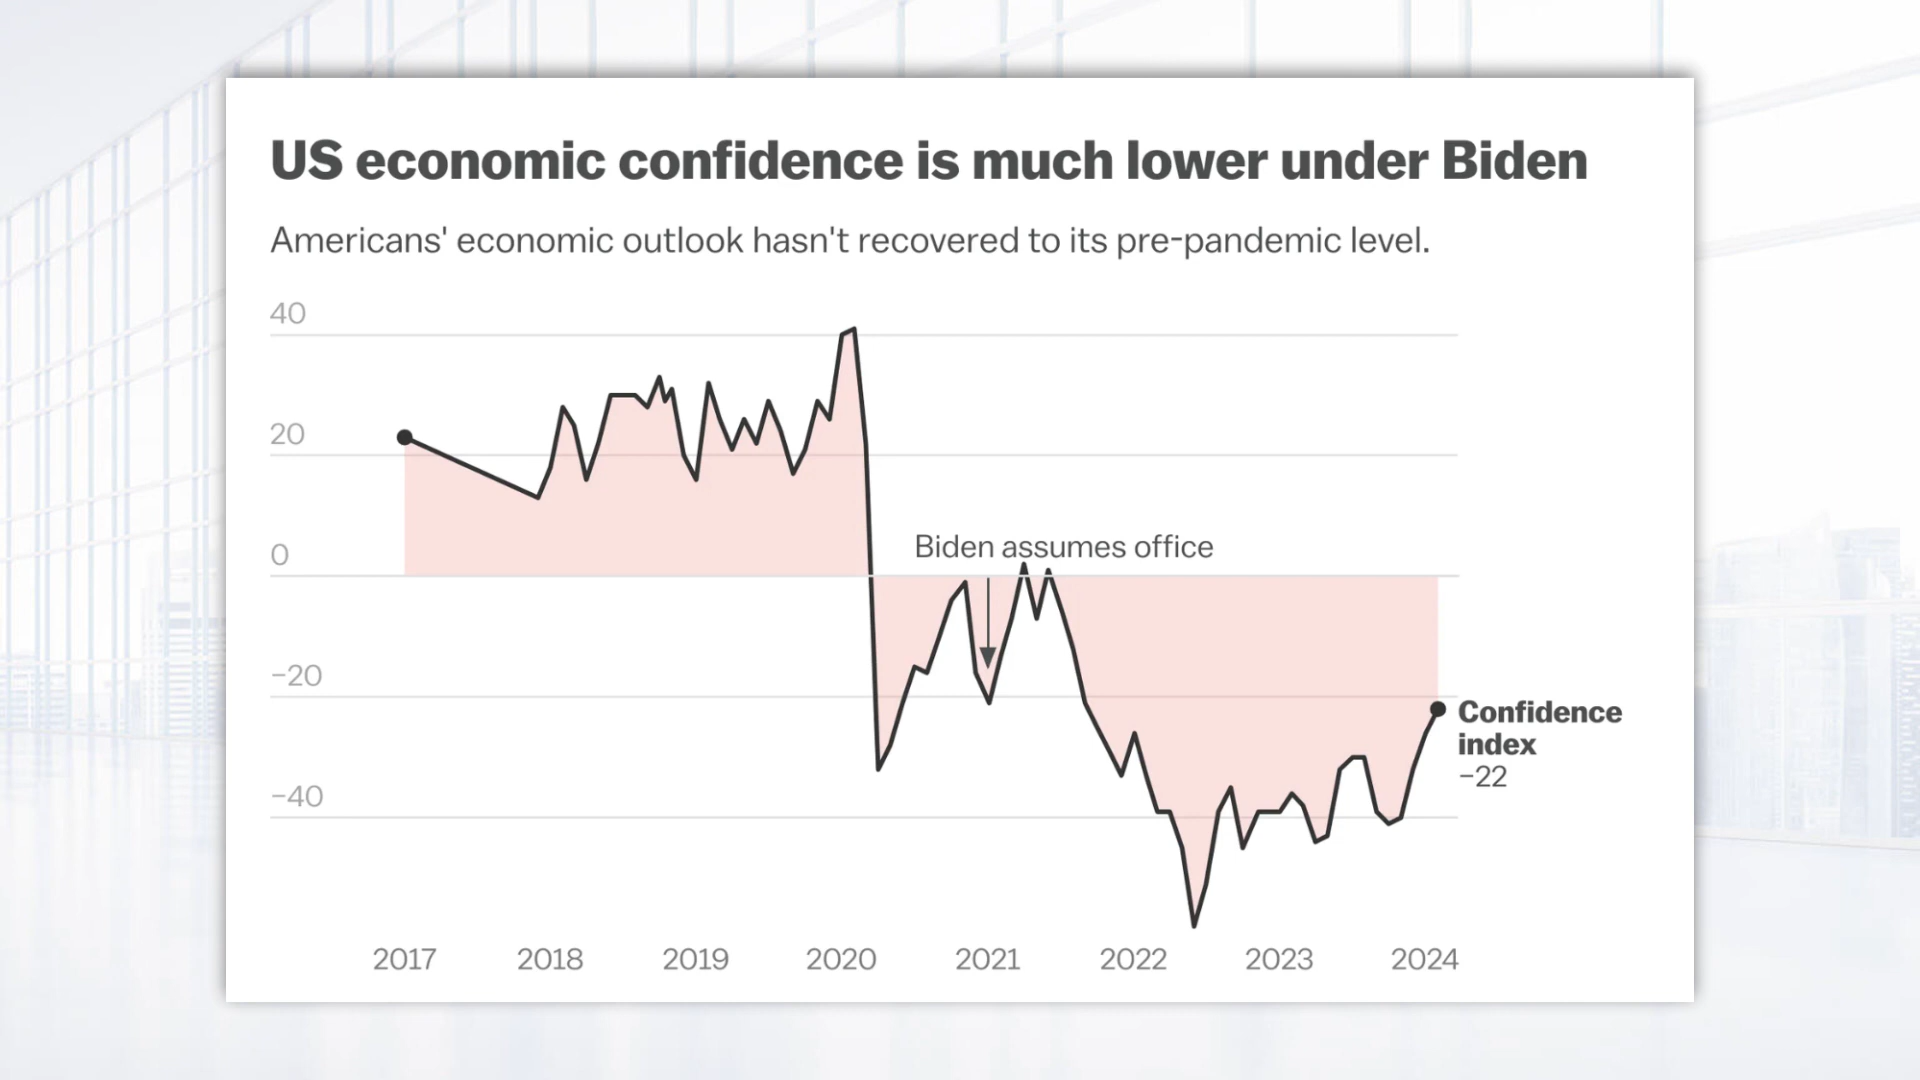 US economic confidence is much lower under Biden
Americans' economic outlook hasn't recovered to its pre-pandemic level.
40
20
0
Biden assumes office
−20
Confidence
index
−22
−40
2017 2018 2019 2020 2021 2022 2023 2024